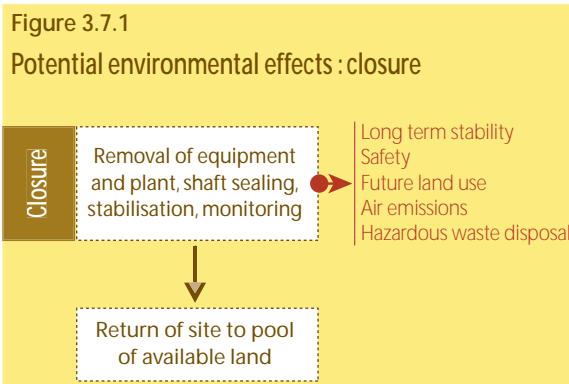 Figure 3.7.1
Potential environmental effects : closure
Closure
Removal of equipment
and plant, shaft sealing,
stabilisation, monitoring
Long term stability
Safety
Future land use
Air emissions
Hazardous waste disposal
Return of site to pool
of available land